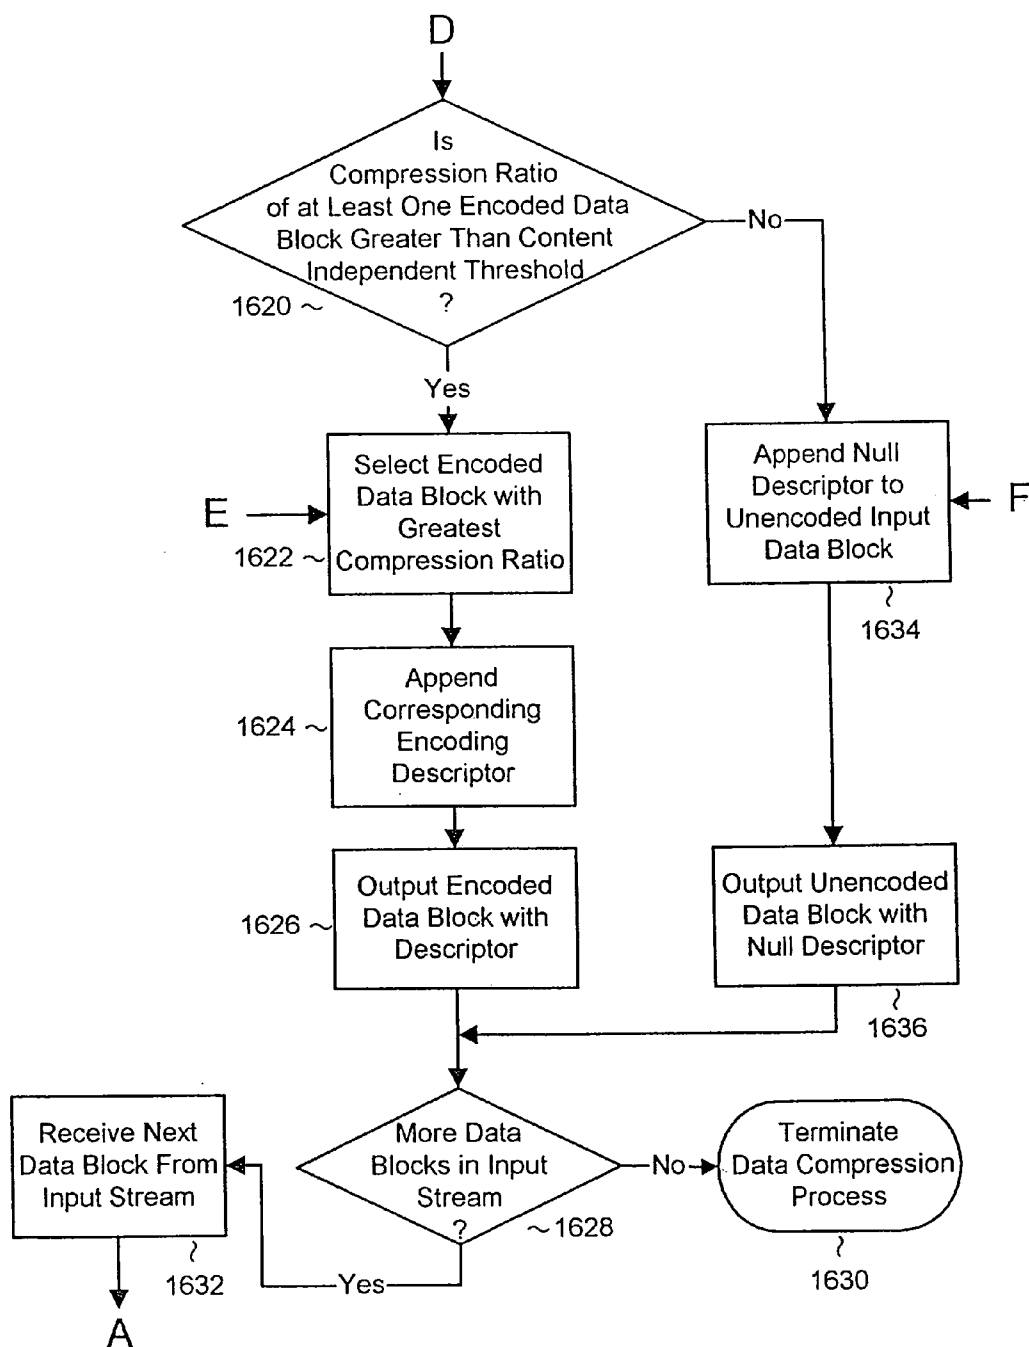 D
Is
Compression Ratio
of at Least One Encoded Data
Block Greater Than Content
Independent Threshold
?
1620
No
Yes
E
Select Encoded
Data Block with
Greatest
Compression Ratio
1622
Append Null
Descriptor to
Unencoded Input
Data Block
F
1634
Append
Corresponding
Encoding
Descriptor
1624
Output Encoded
Data Block with
Descriptor
1626
Output Unencoded
Data Block with
Null Descriptor
1636
Receive Next
Data Block From
Input Stream
1632
More Data
Blocks in Input
Stream
?
1628
No
Terminate
Data Compression
Process
1630
Yes
A